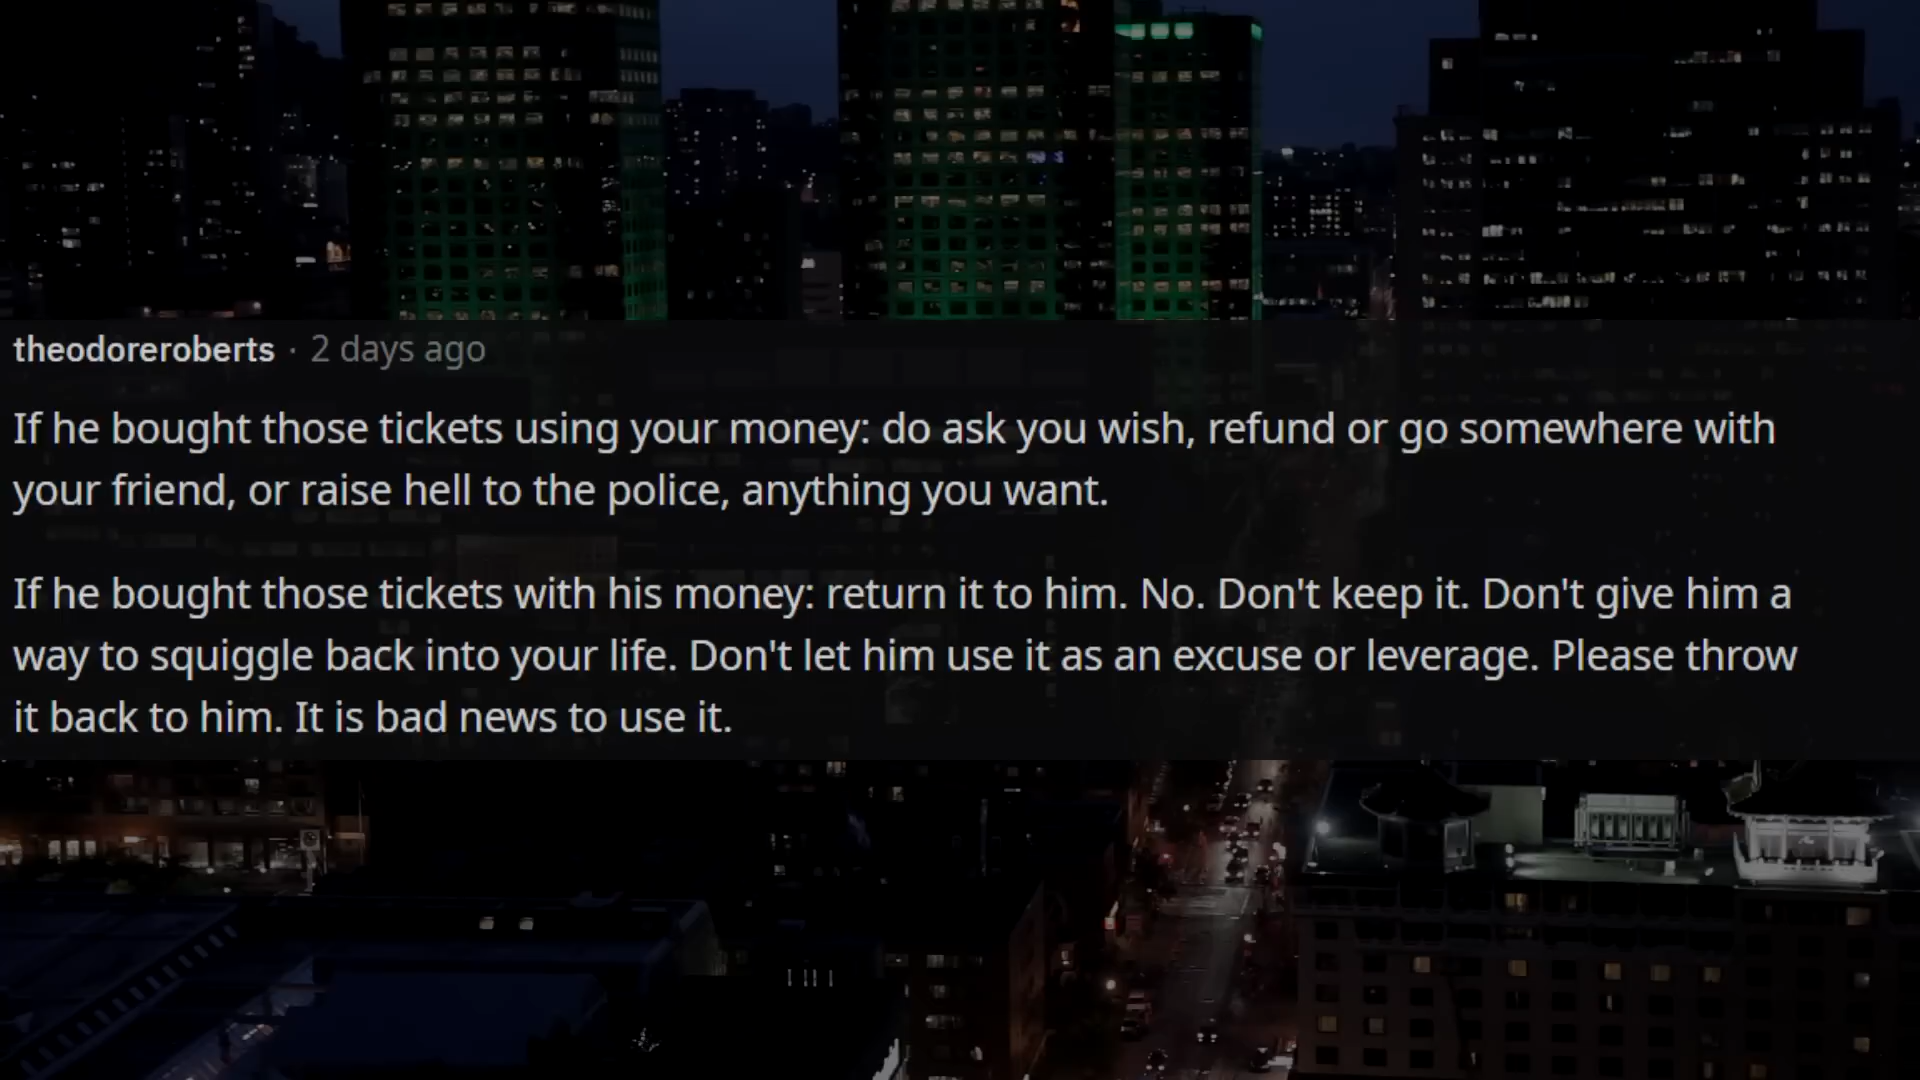 theodoreroberts · 2 days ago
If he bought those tickets using your money: do ask you wish, refund or go somewhere with
your friend, or raise hell to the police, anything you want.
If he bought those tickets with his money: return it to him. No. Don't keep it. Don't give him a
way to squiggle back into your life. Don't let him use it as an excuse or leverage. Please throw
it back to him. It is bad news to use it.